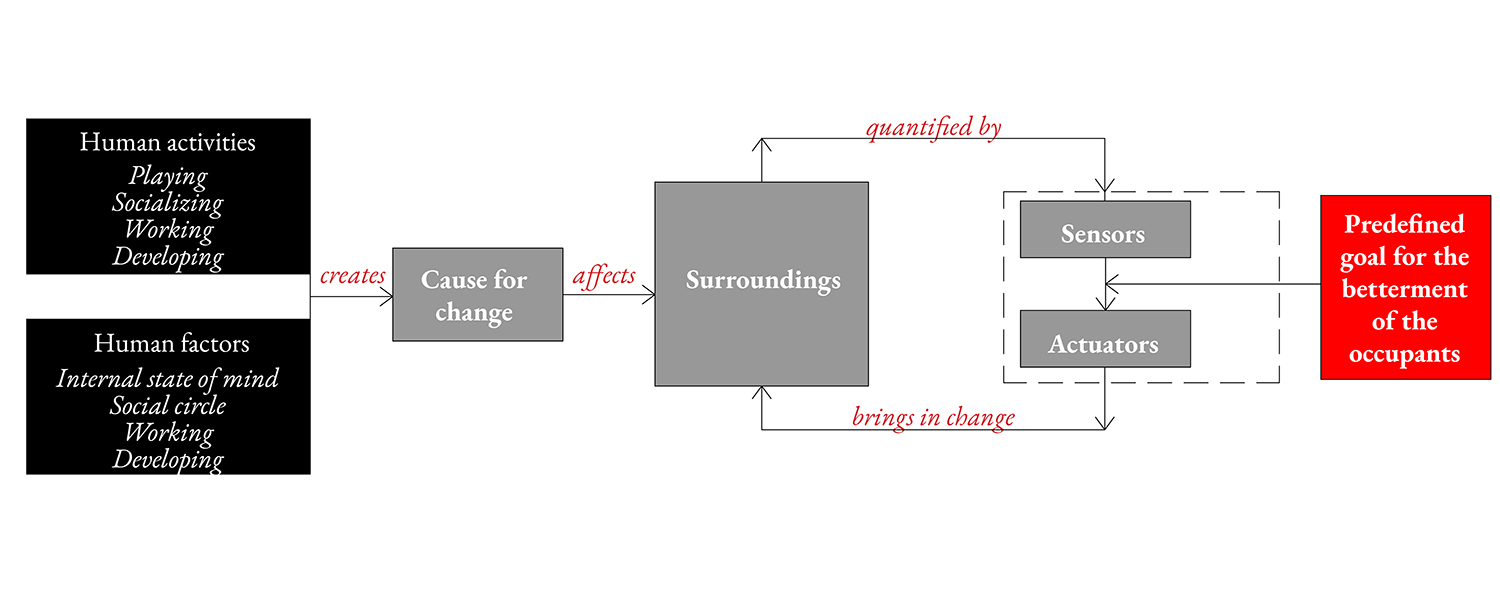 Human activities
Playing
Socializing
Working
Developing
creates
Human factors
Internal state of mind
Social circle
Working
Developing
Cause for
change
affects
Surroundings
quantified by
Sensors
Actuators
brings in change
Predefined
goal for the
betterment
of the
occupants